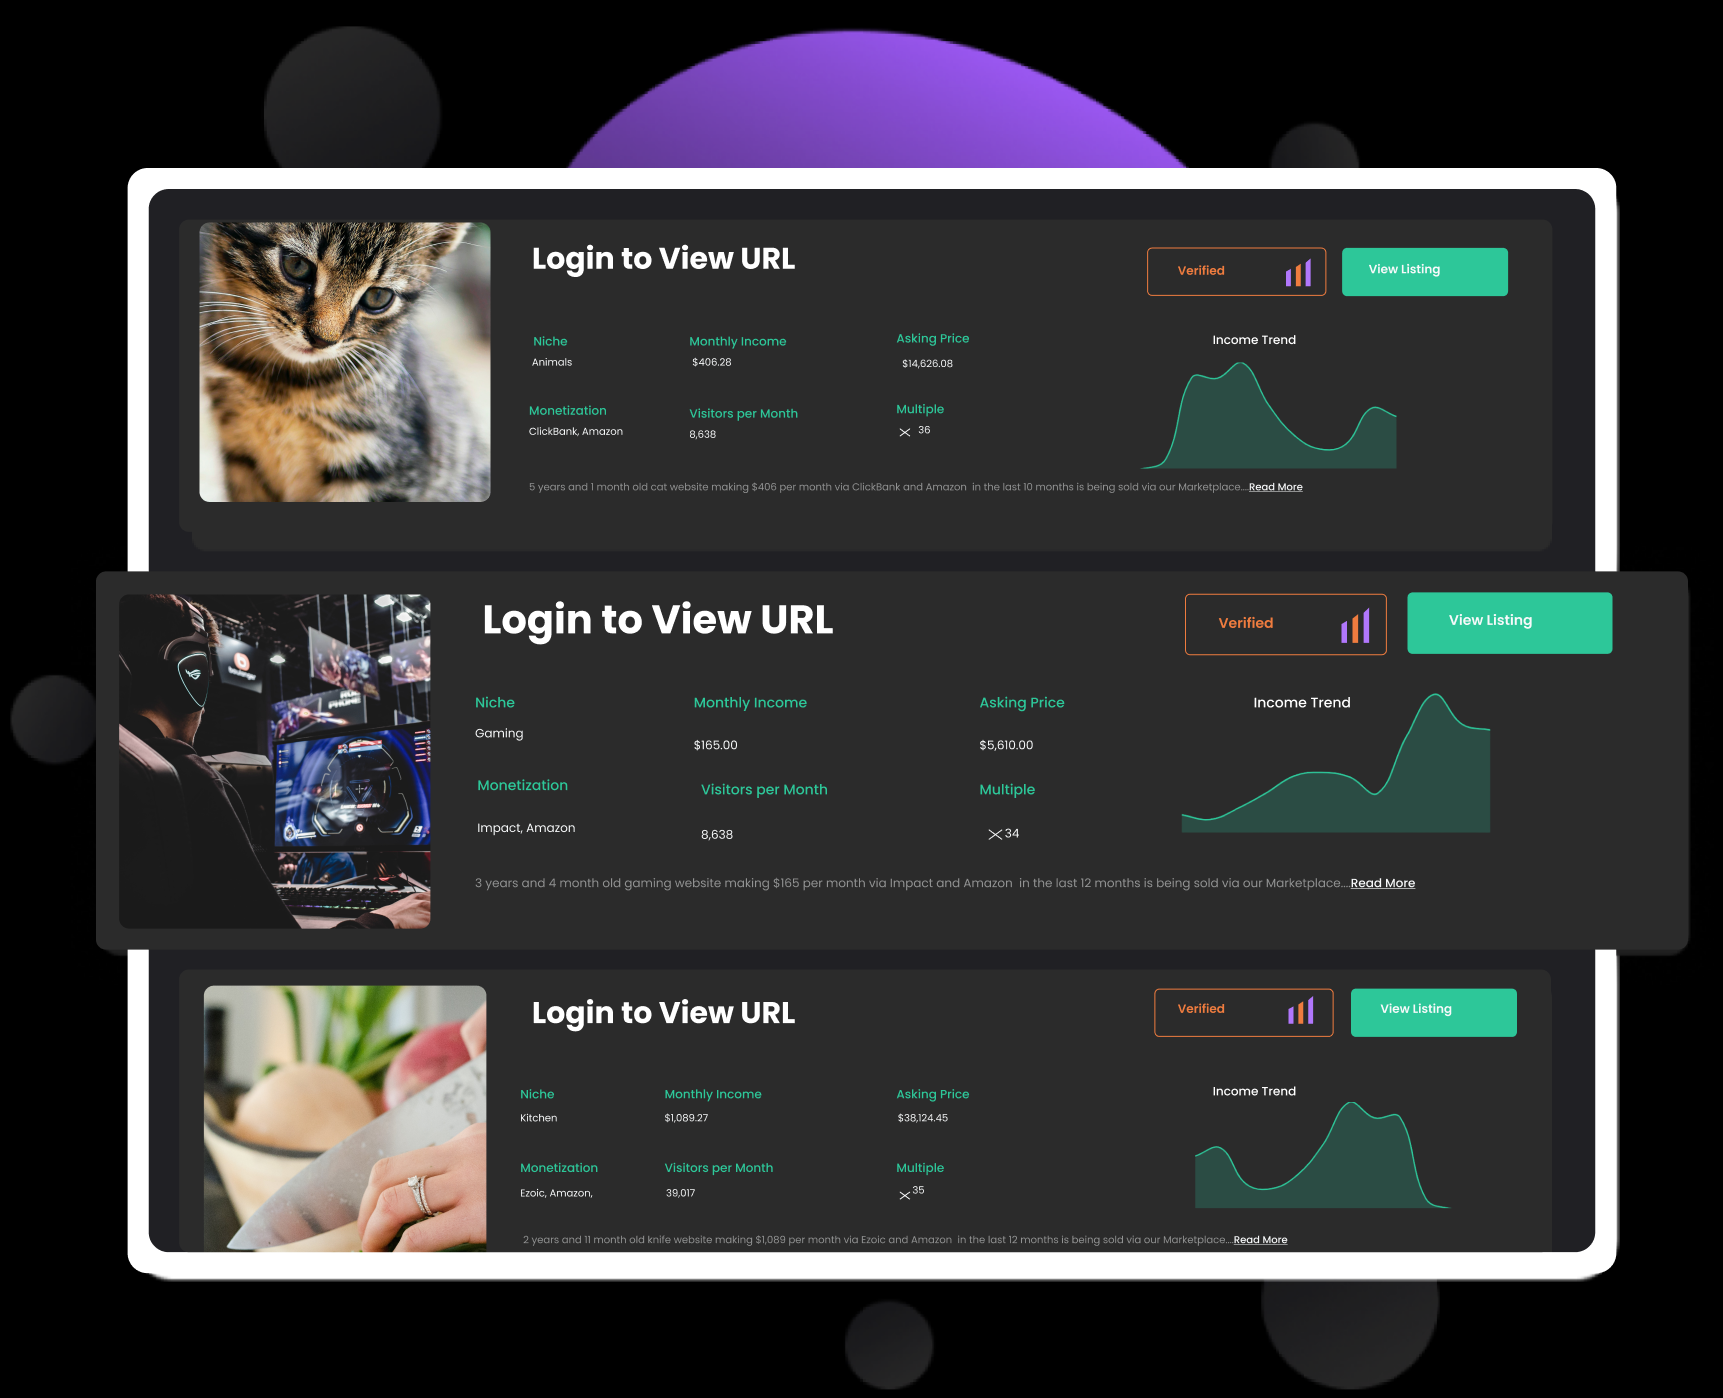 Login to View URL
Verified
View Listing
Niche
Monthly Income
Asking Price
Income Trend
Animals
$406.28
$14,626.08
Monetization
Visitors per Month
Multiple
ClickBank, Amazon
8,638
36
5 years and 1 month old cat website making $406 per month via ClickBank and Amazon in the last 10 months is being sold via our Marketplace....Read More
Login to View URL
Verified
View Listing
Niche
Monthly Income
Asking Price
Income Trend
Gaming
$165.00
$5,610.00
Monetization
Visitors per Month
Multiple
Impact, Amazon
8,638
34
3 years and 4 month old gaming website making $165 per month via Impact and Amazon in the last 12 months is being sold via our Marketplace....Read More
Login to View URL
Verified
View Listing
Niche
Monthly Income
Asking Price
Income Trend
Kitchen
$1,089.27
$38,124.45
Monetization
Visitors per Month
Multiple
Ezoic, Amazon,
39,017
35
2 years and 11 month old knife website making $1,089 per month via Ezoic and Amazon in the last 12 months is being sold via our Marketplace....Read More